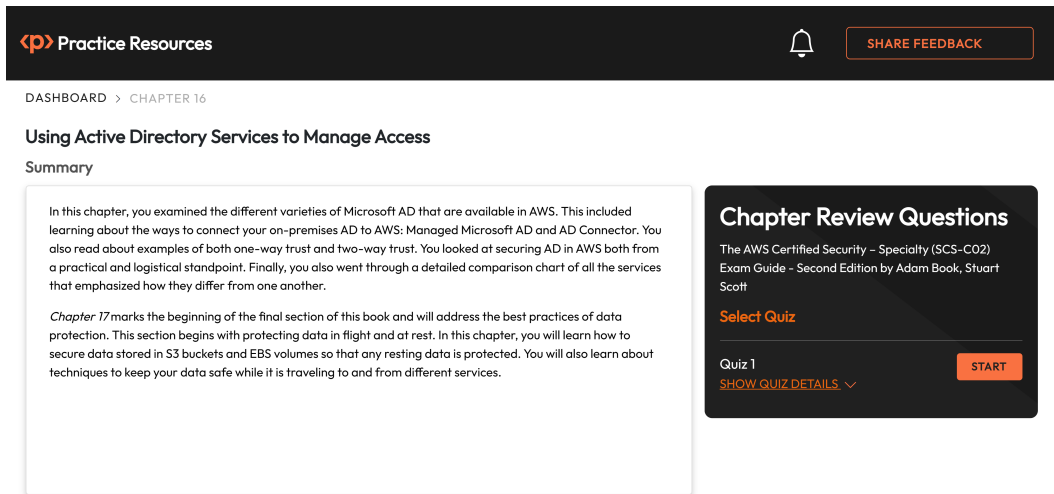 <p> Practice Resources
SHARE FEEDBACK
DASHBOARD > CHAPTER 16
Using Active Directory Services to Manage Access
Summary
In this chapter, you examined the different varieties of Microsoft AD that are available in AWS. This included
learning about the ways to connect your on-premises AD to AWS: Managed Microsoft AD and AD Connector. You
also read about examples of both one-way trust and two-way trust. You looked at securing AD in AWS both from
a practical and logistical standpoint. Finally, you also went through a detailed comparison chart of all the services
that emphasized how they differ from one another.
Chapter 17 marks the beginning of the final section of this book and will address the best practices of data
protection. This section begins with protecting data in flight and at rest. In this chapter, you will learn how to
secure data stored in S3 buckets and EBS volumes so that any resting data is protected. You will also learn about
techniques to keep your data safe while it is traveling to and from different services.
Chapter Review Questions
The AWS Certified Security – Specialty (SCS-C02)
Exam Guide - Second Edition by Adam Book, Stuart
Scott
Select Quiz
Quiz 1
START
SHOW QUIZ DETAILS